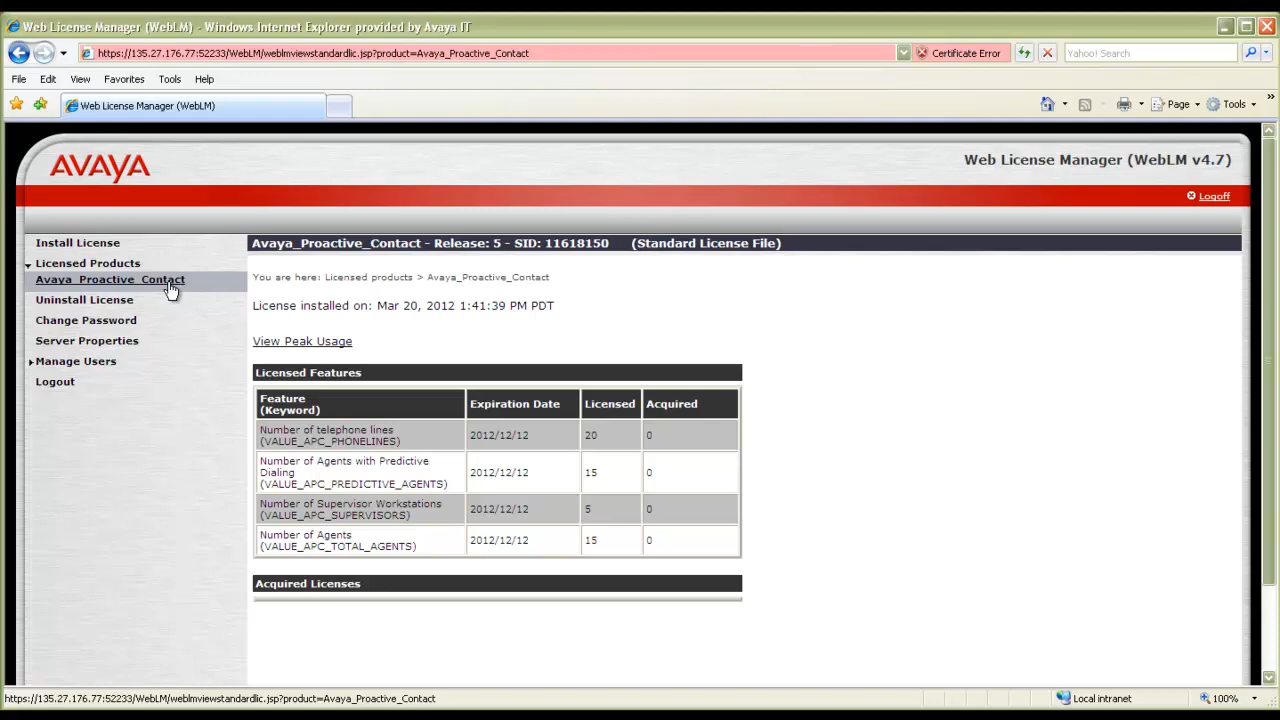 Web License Manager (WebLM) - Windows Internet Explorer provided by Avaya IT
https://135.27.176.77:52233/WebLM/weblmviewstandardlic.jsp?product=Avaya_Proactive_Contact
Certificate Error
Yahoo! Search
File Edit View Favorites Tools Help
Web License Manager (WebLM)
Page Tools
AVAYA
Web License Manager (WebLM v4.7)
Logoff
Install License
Licensed Products
Avaya_Proactive_Contact
Uninstall License
Change Password
Server Properties
Manage Users
Logout
Avaya_Proactive_Contact - Release: 5 - SID: 11618150 (Standard License File)
You are here: Licensed products > Avaya_Proactive_Contact
License installed on: Mar 20, 2012 1:41:39 PM PDT
View Peak Usage
Licensed Features
Feature
(Keyword)
Expiration Date
Licensed
Acquired
Number of telephone lines
(VALUE_APC_PHONELINES)
2012/12/12
20
0
Number of Agents with Predictive
Dialing
(VALUE_APC_PREDICTIVE_AGENTS)
2012/12/12
15
0
Number of Supervisor Workstations
(VALUE_APC_SUPERVISORS)
2012/12/12
5
0
Number of Agents
(VALUE_APC_TOTAL_AGENTS)
2012/12/12
15
0
Acquired Licenses
https://135.27.176.77:52233/WebLM/weblmviewstandardlic.jsp?product=Avaya_Proactive_Contact
Local intranet
100%